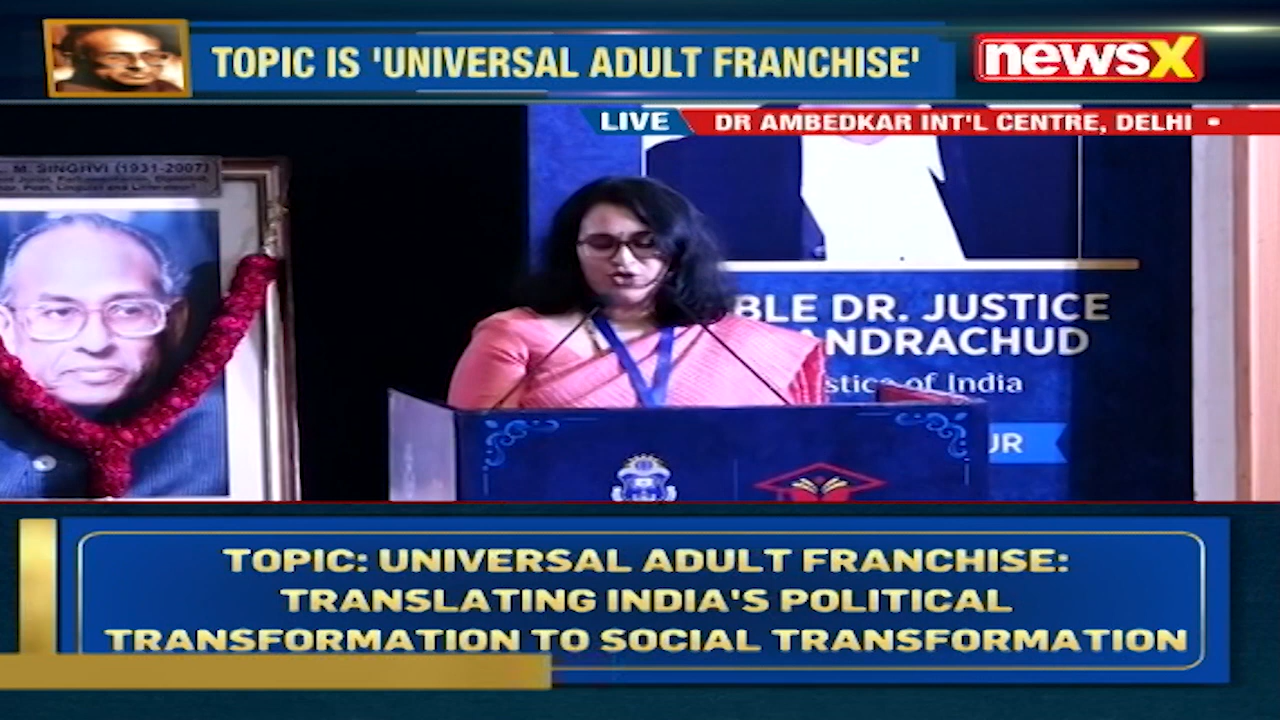 TOPIC IS 'UNIVERSAL ADULT FRANCHISE'
newsX
LIVE
DR AMBEDKAR INT'L CENTRE, DELHI
M. SINGHVI (1931-2007)
BLE DR. JUSTICE
ANDRACHUD
stice of India
UR
TOPIC: UNIVERSAL ADULT FRANCHISE:
TRANSLATING INDIA'S POLITICAL
TRANSFORMATION TO SOCIAL TRANSFORMATION